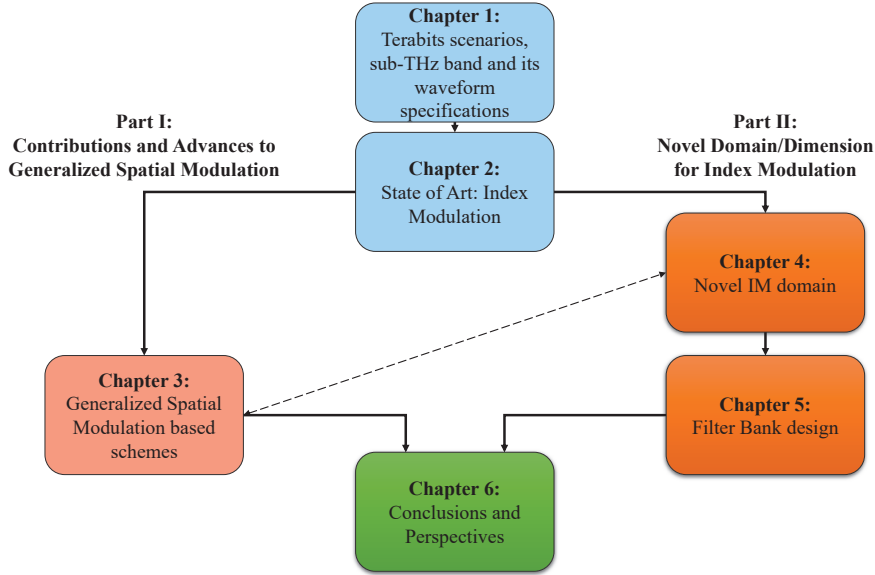 Chapter 1:
Terabits scenarios,
sub-THz band and its
waveform
specifications
Part I:
Contributions and Advances to
Generalized Spatial Modulation
Part II:
Novel Domain/Dimension
for Index Modulation
Chapter 2:
State of Art: Index
Modulation
Chapter 4:
Novel IM domain
Chapter 3:
Generalized Spatial
Modulation based
schemes
Chapter 5:
Filter Bank design
Chapter 6:
Conclusions and
Perspectives